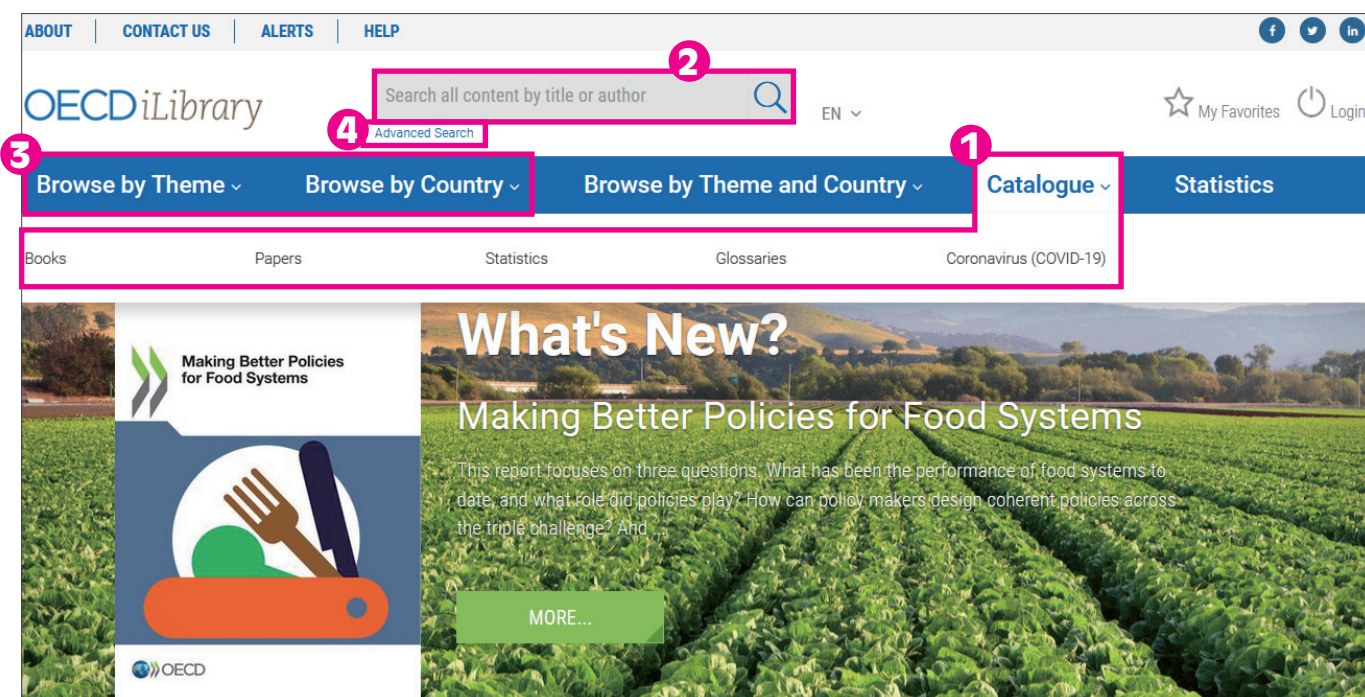 ABOUT CONTACT US ALERTS HELP
f in
2
OECD iLibrary
Search all content by title or author
EN
My Favorites Login
4
Advanced Search
3
1
Browse by Theme Browse by Country Browse by Theme and Country Catalogue Statistics
Books Papers Statistics Glossaries Coronavirus (COVID-19)
Making Better Policies
for Food Systems
OECD
What's New?
Making Better Policies for Food Systems
This report focuses on three questions. What has been the performance of food systems to
date, and what role did policies play? How can policy makers design coherent policies across
the triple challenge? And ...
MORE...